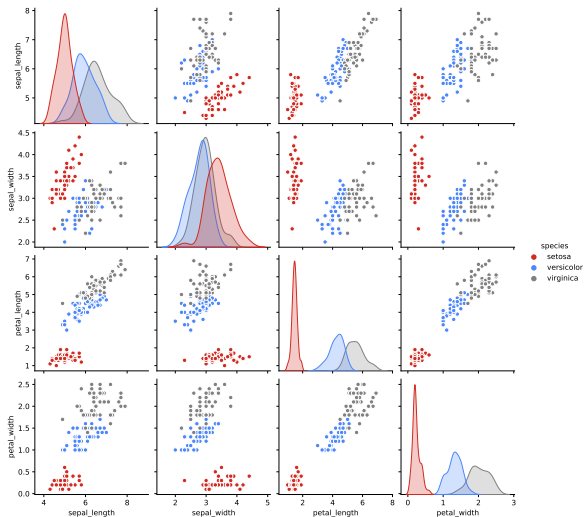 8
7
6
5
sepal_length
4.5
4.0
3.5
3.0
2.5
2.0
sepal_width
species
setosa
versicolor
virginica
7
6
5
4
3
2
1
petal_length
2.5
2.0
1.5
1.0
0.5
0.0
petal_width
4 6 8
sepal_length
2 3 4 5
sepal_width
2 4 6 8
petal_length
0 1 2 3
petal_width